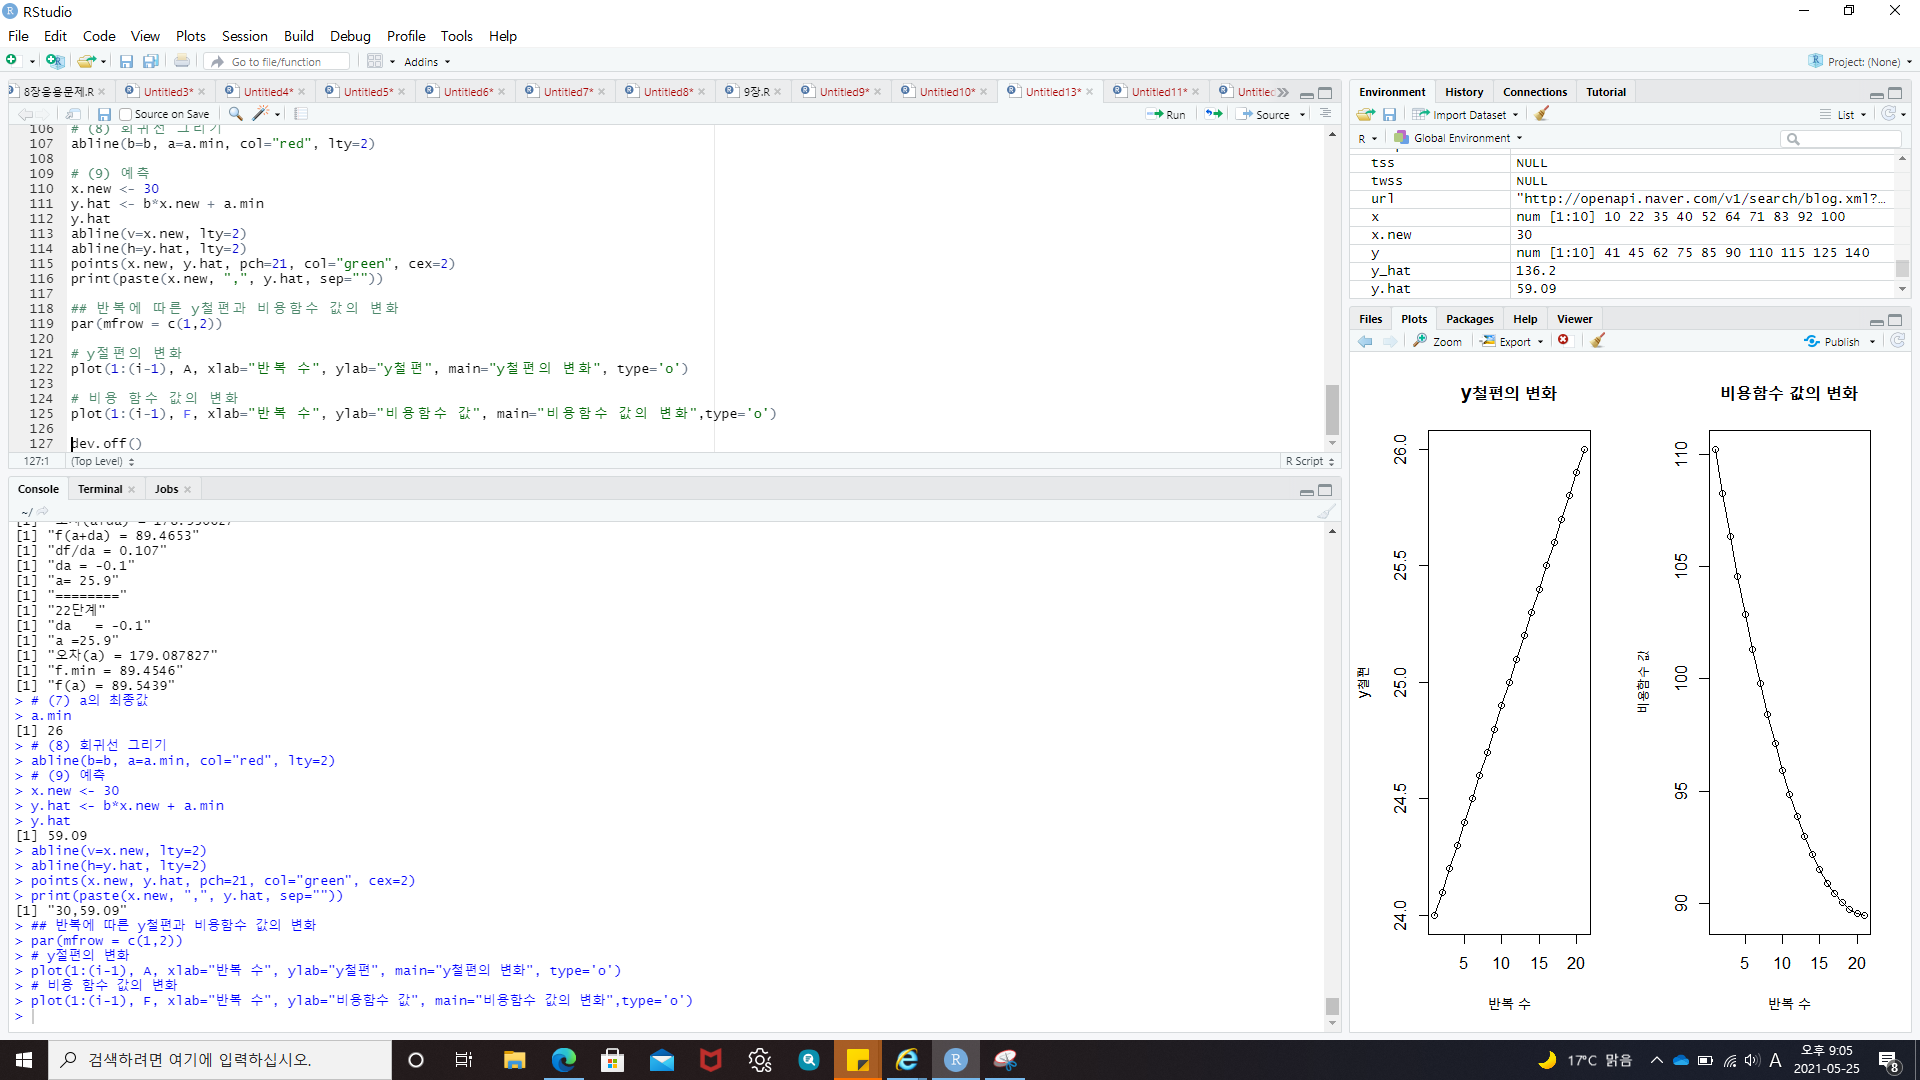 RStudio
File Edit Code View Plots Session Build Debug Profile Tools Help
Go to file/function Addins Project: (None)
8장응용문제.R Untitled3* Untitled4* Untitled5* Untitled6* Untitled7* Untitled8* 9장.R Untitled9* Untitled10* Untitled13* Untitled11* Untitled
Source on Save Run Source
106 # (8) 회귀선 그리기
107 abline(b=b, a=a.min, col="red", lty=2)
108
109 # (9) 예측
110 x.new <- 30
111 y.hat <- b*x.new + a.min
112 y.hat
113 abline(v=x.new, lty=2)
114 abline(h=y.hat, lty=2)
115 points(x.new, y.hat, pch=21, col="green", cex=2)
116 print(paste(x.new, ",", y.hat, sep=""))
117
118 ## 반복에 따른 y절편과 비용함수 값의 변화
119 par(mfrow = c(1,2))
120
121 # y절편의 변화
122 plot(1:(i-1), A, xlab="반복 수", ylab="y절편", main="y절편의 변화", type='o')
123
124 # 비용 함수 값의 변화
125 plot(1:(i-1), F, xlab="반복 수", ylab="비용함수 값", main="비용함수 값의 변화",type='o')
126
127 dev.off()
127:1 (Top Level) R Script
Console Terminal Jobs
~/
[1] "f(a+da) = 89.4653"
[1] "df/da = 0.107"
[1] "da = -0.1"
[1] "a= 25.9"
[1] "========"
[1] "22단계"
[1] "da   = -0.1"
[1] "a =25.9"
[1] "오차(a) = 179.087827"
[1] "f.min = 89.4546"
[1] "f(a) = 89.5439"
> # (7) a의 최종값
> a.min
[1] 26
> # (8) 회귀선 그리기
> abline(b=b, a=a.min, col="red", lty=2)
> # (9) 예측
> x.new <- 30
> y.hat <- b*x.new + a.min
> y.hat
[1] 59.09
> abline(v=x.new, lty=2)
> abline(h=y.hat, lty=2)
> points(x.new, y.hat, pch=21, col="green", cex=2)
> print(paste(x.new, ",", y.hat, sep=""))
[1] "30,59.09"
> ## 반복에 따른 y절편과 비용함수 값의 변화
> par(mfrow = c(1,2))
> # y절편의 변화
> plot(1:(i-1), A, xlab="반복 수", ylab="y절편", main="y절편의 변화", type='o')
> # 비용 함수 값의 변화
> plot(1:(i-1), F, xlab="반복 수", ylab="비용함수 값", main="비용함수 값의 변화",type='o')
>
Environment History Connections Tutorial
Import Dataset List
R Global Environment
tss NULL
twss NULL
url "http://openapi.naver.com/v1/search/blog.xml?…
x num [1:10] 10 22 35 40 52 64 71 83 92 100
x.new 30
y num [1:10] 41 45 62 75 85 90 110 115 125 140
y_hat 136.2
y.hat 59.09
Files Plots Packages Help Viewer
Zoom Export Publish
y절편의 변화
26.0
25.5
25.0
24.5
24.0
y절편
5 10 15 20
반복 수
비용함수 값의 변화
110
105
100
95
90
비용함수 값
5 10 15 20
반복 수
검색하려면 여기에 입력하십시오.
17°C 맑음
A
오후 9:05
2021-05-25
8